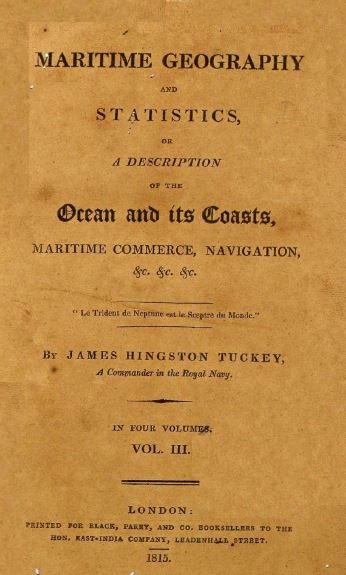 MARITIME GEOGRAPHY
AND
STATISTICS,
OR
A DESCRIPTION
OF THE
Ocean and its Coasts,
MARITIME COMMERCE, NAVIGATION,
&c. &c. &c.
"Le Trident de Neptune est le Sceptre du Monde."
BY JAMES HINGSTON TUCKEY,
A Commander in the Royal Navy.
IN FOUR VOLUMES.
VOL. III.
LONDON:
PRINTED FOR BLACK, PARRY, AND CO. BOOKSELLERS TO THE
HON. EAST-INDIA COMPANY, LEADENHALL STREET.
1815.